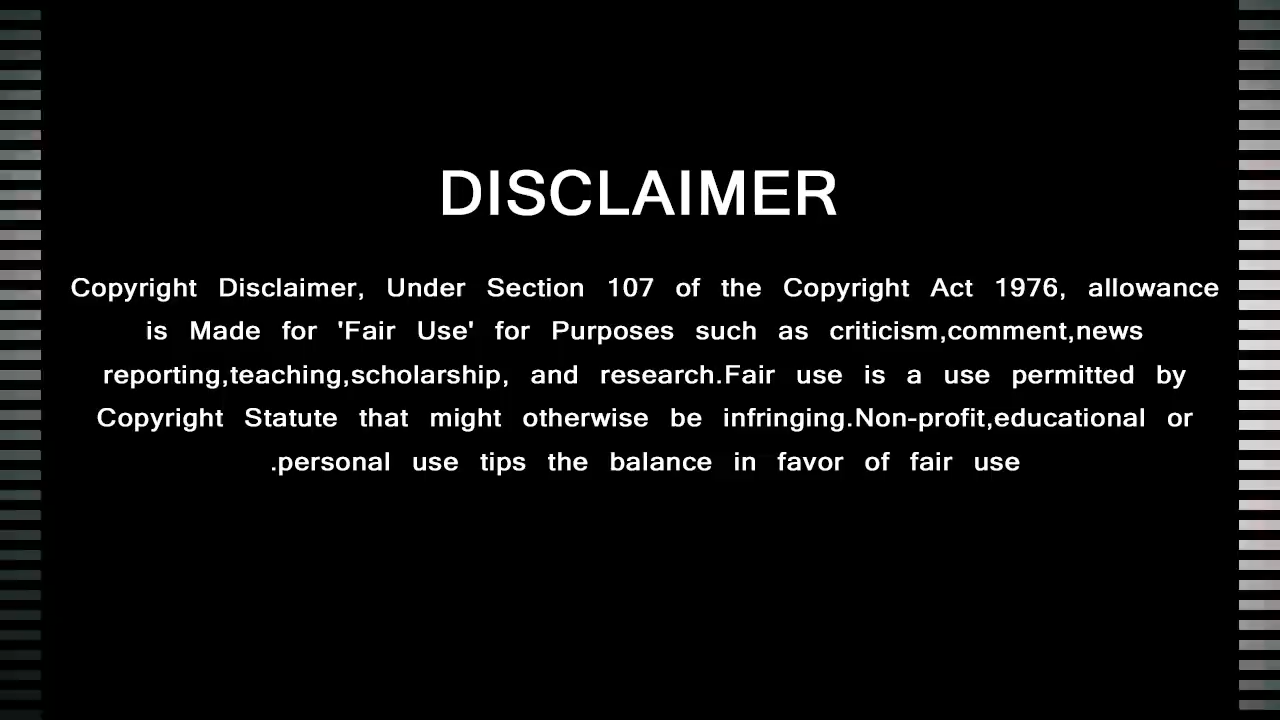 DISCLAIMER
Copyright Disclaimer, Under Section 107 of the Copyright Act 1976, allowance
is Made for 'Fair Use' for Purposes such as criticism,comment,news
reporting,teaching,scholarship, and research.Fair use is a use permitted by
Copyright Statute that might otherwise be infringing.Non-profit,educational or
.personal use tips the balance in favor of fair use